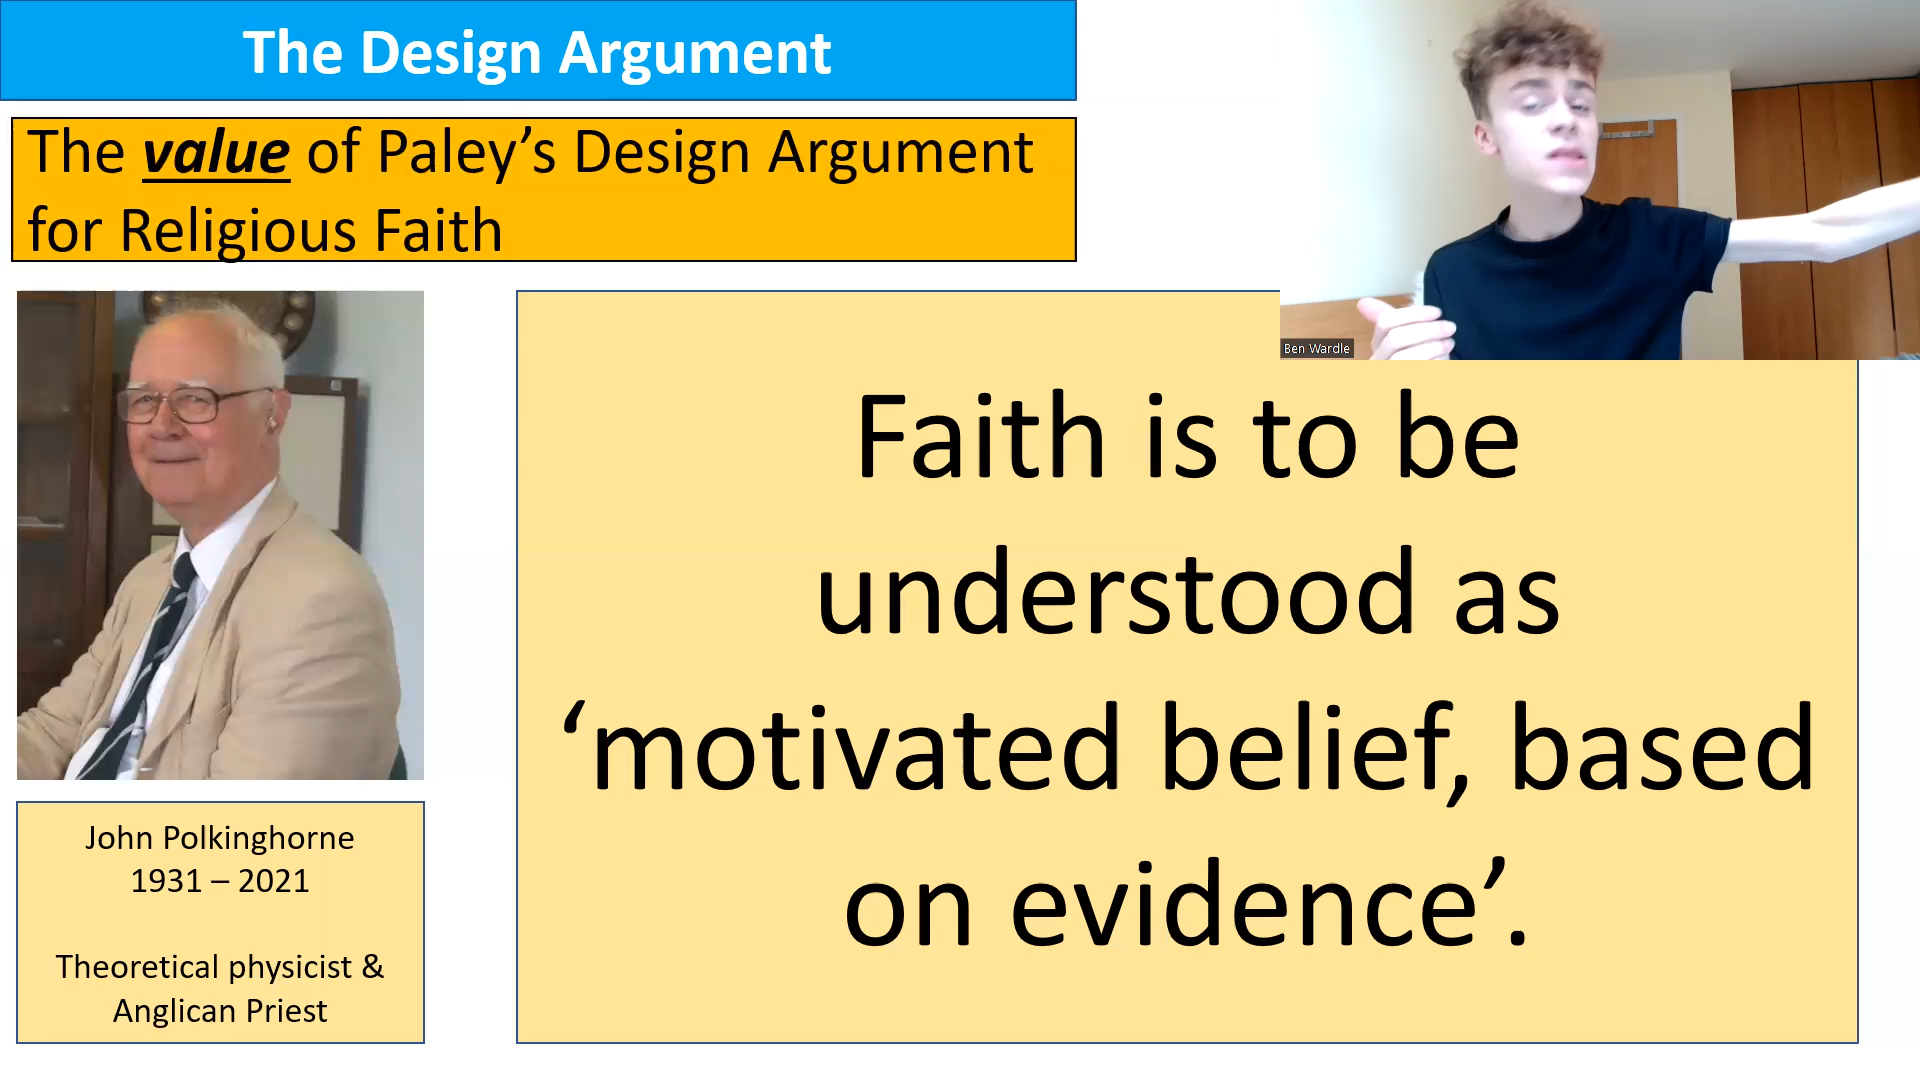 The Design Argument
The value of Paley’s Design Argument
for Religious Faith
Ben Wardle
Faith is to be
understood as
‘motivated belief, based
on evidence’.
John Polkinghorne
1931 – 2021
Theoretical physicist &
Anglican Priest